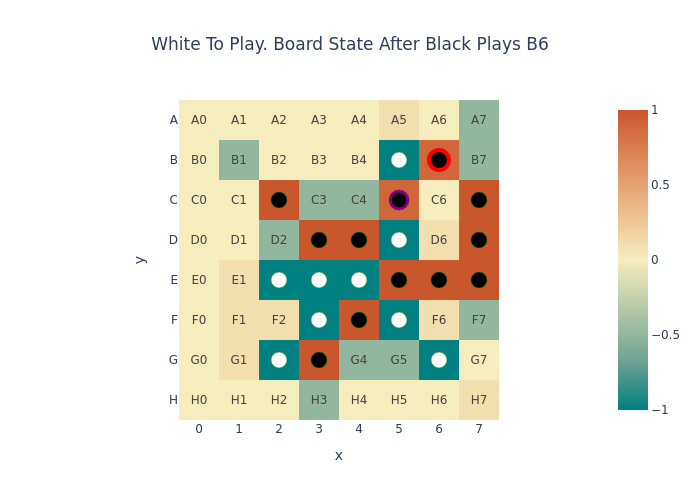 White To Play. Board State After Black Plays B6
A A0 A1 A2 A3 A4 A5 A6 A7
B B0 B1 B2 B3 B4 B7
C C0 C1 C3 C4 C6
D D0 D1 D2 D6
E E0 E1
F F0 F1 F2 F6 F7
G G0 G1 G4 G5 G7
H H0 H1 H2 H3 H4 H5 H6 H7
0 1 2 3 4 5 6 7
x
y
1
0.5
0
−0.5
−1